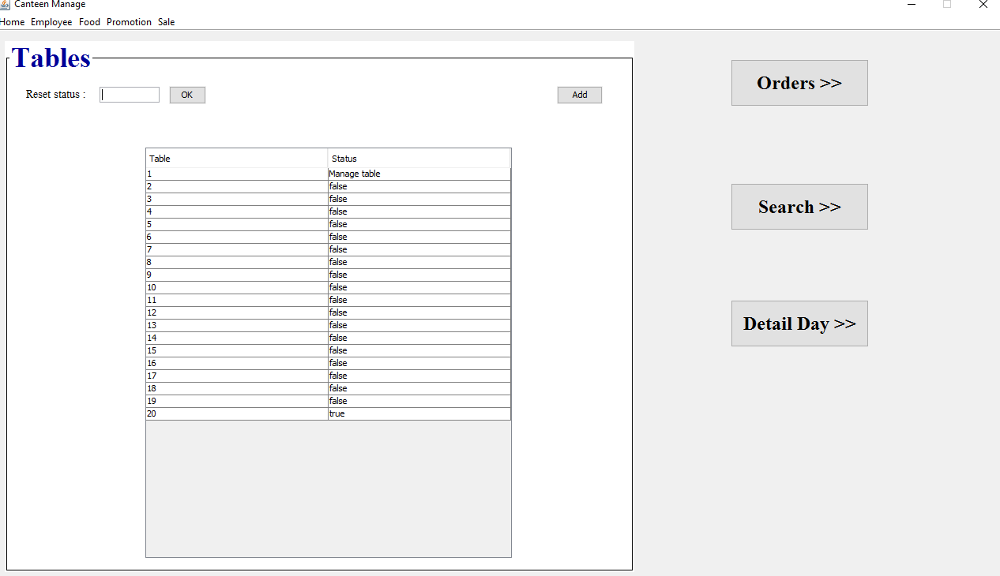 Canteen Manage
Home Employee Food Promotion Sale
Tables
Reset status : OK Add
Orders >>
Search >>
Detail Day >>
Table Status
1 Manage table
2 false
3 false
4 false
5 false
6 false
7 false
8 false
9 false
10 false
11 false
12 false
13 false
14 false
15 false
16 false
17 false
18 false
19 false
20 true